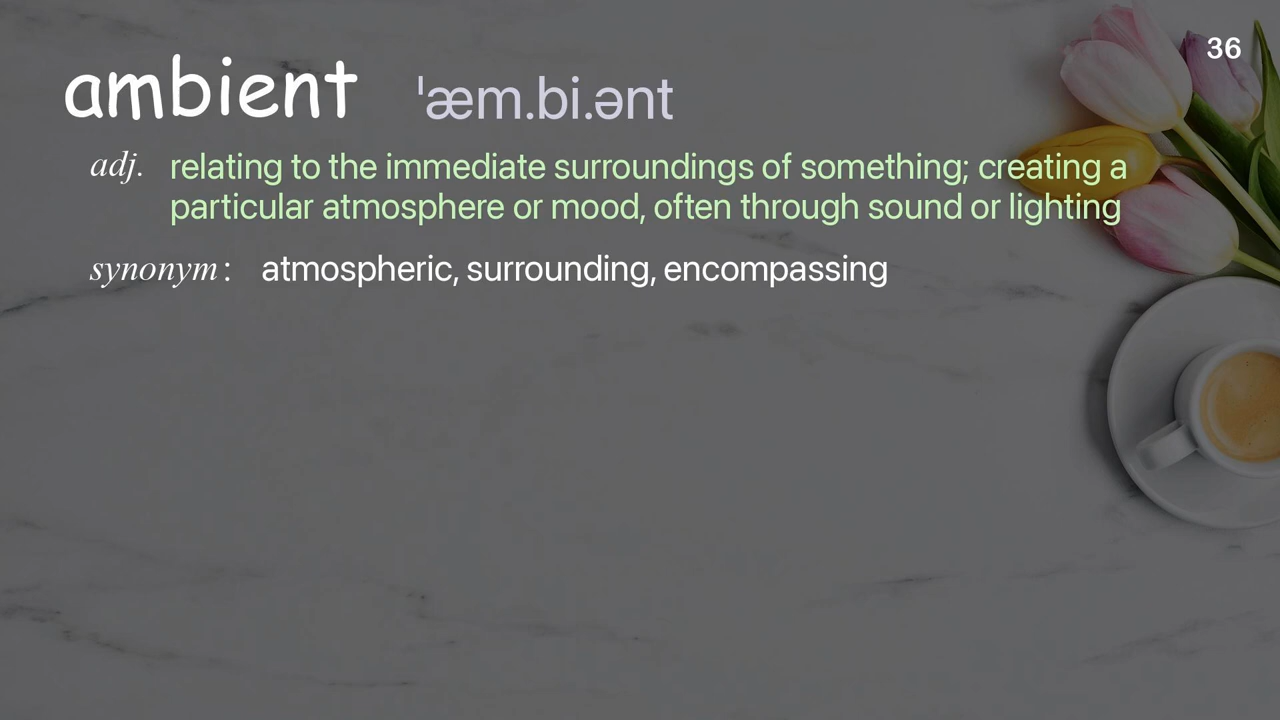 36
ambient ˈæm.bi.ənt
adj. relating to the immediate surroundings of something; creating a
particular atmosphere or mood, often through sound or lighting
synonym: atmospheric, surrounding, encompassing